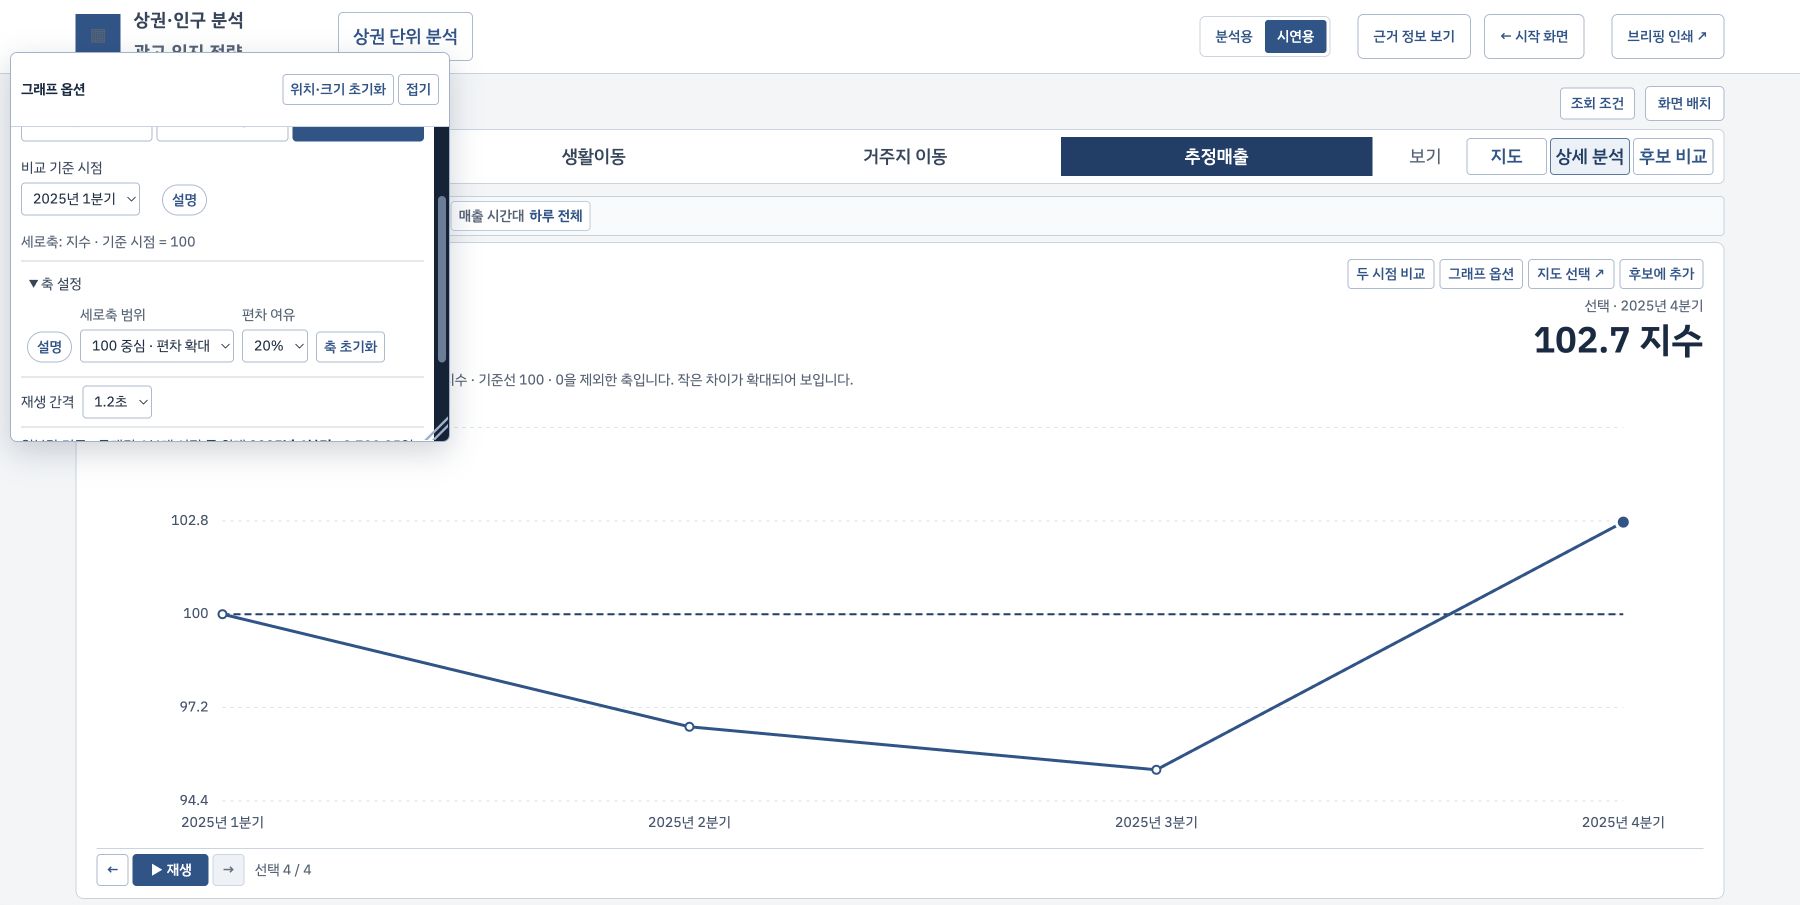 상권·인구 분석
상권 단위 분석
분석용
시연용
근거 정보 보기
← 시작 화면
브리핑 인쇄 ↗
그래프 옵션
위치·크기 초기화
접기
조회 조건
화면 배치
생활이동
거주지 이동
추정매출
보기
지도
상세 분석
후보 비교
비교 기준 시점
2025년 1분기
설명
매출 시간대 하루 전체
세로축: 지수 · 기준 시점 = 100
▼축 설정
세로축 범위
편차 여유
설명
100 중심 · 편차 확대
20%
축 초기화
재생 간격
1.2초
두 시점 비교
그래프 옵션
지도 선택 ↗
후보에 추가
선택 · 2025년 4분기
102.7 지수
지수 · 기준선 100 · 0을 제외한 축입니다. 작은 차이가 확대되어 보입니다.
102.8
100
97.2
94.4
2025년 1분기
2025년 2분기
2025년 3분기
2025년 4분기
←
▶ 재생
→
선택 4 / 4